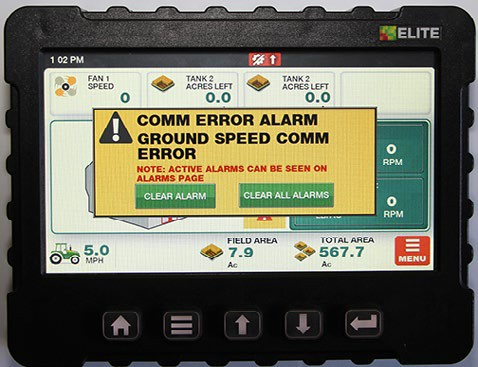 ELITE
1 02 PM
FAN 1
SPEED
0
TANK 2
ACRES LEFT
0.0
TANK 2
ACRES LEFT
0.0
COMM ERROR ALARM
GROUND SPEED COMM
ERROR
NOTE: ACTIVE ALARMS CAN BE SEEN ON
ALARMS PAGE
CLEAR ALARM
CLEAR ALL ALARMS
0
RPM
0
RPM
5.0
MPH
FIELD AREA
7.9
Ac
TOTAL AREA
567.7
Ac
MENU